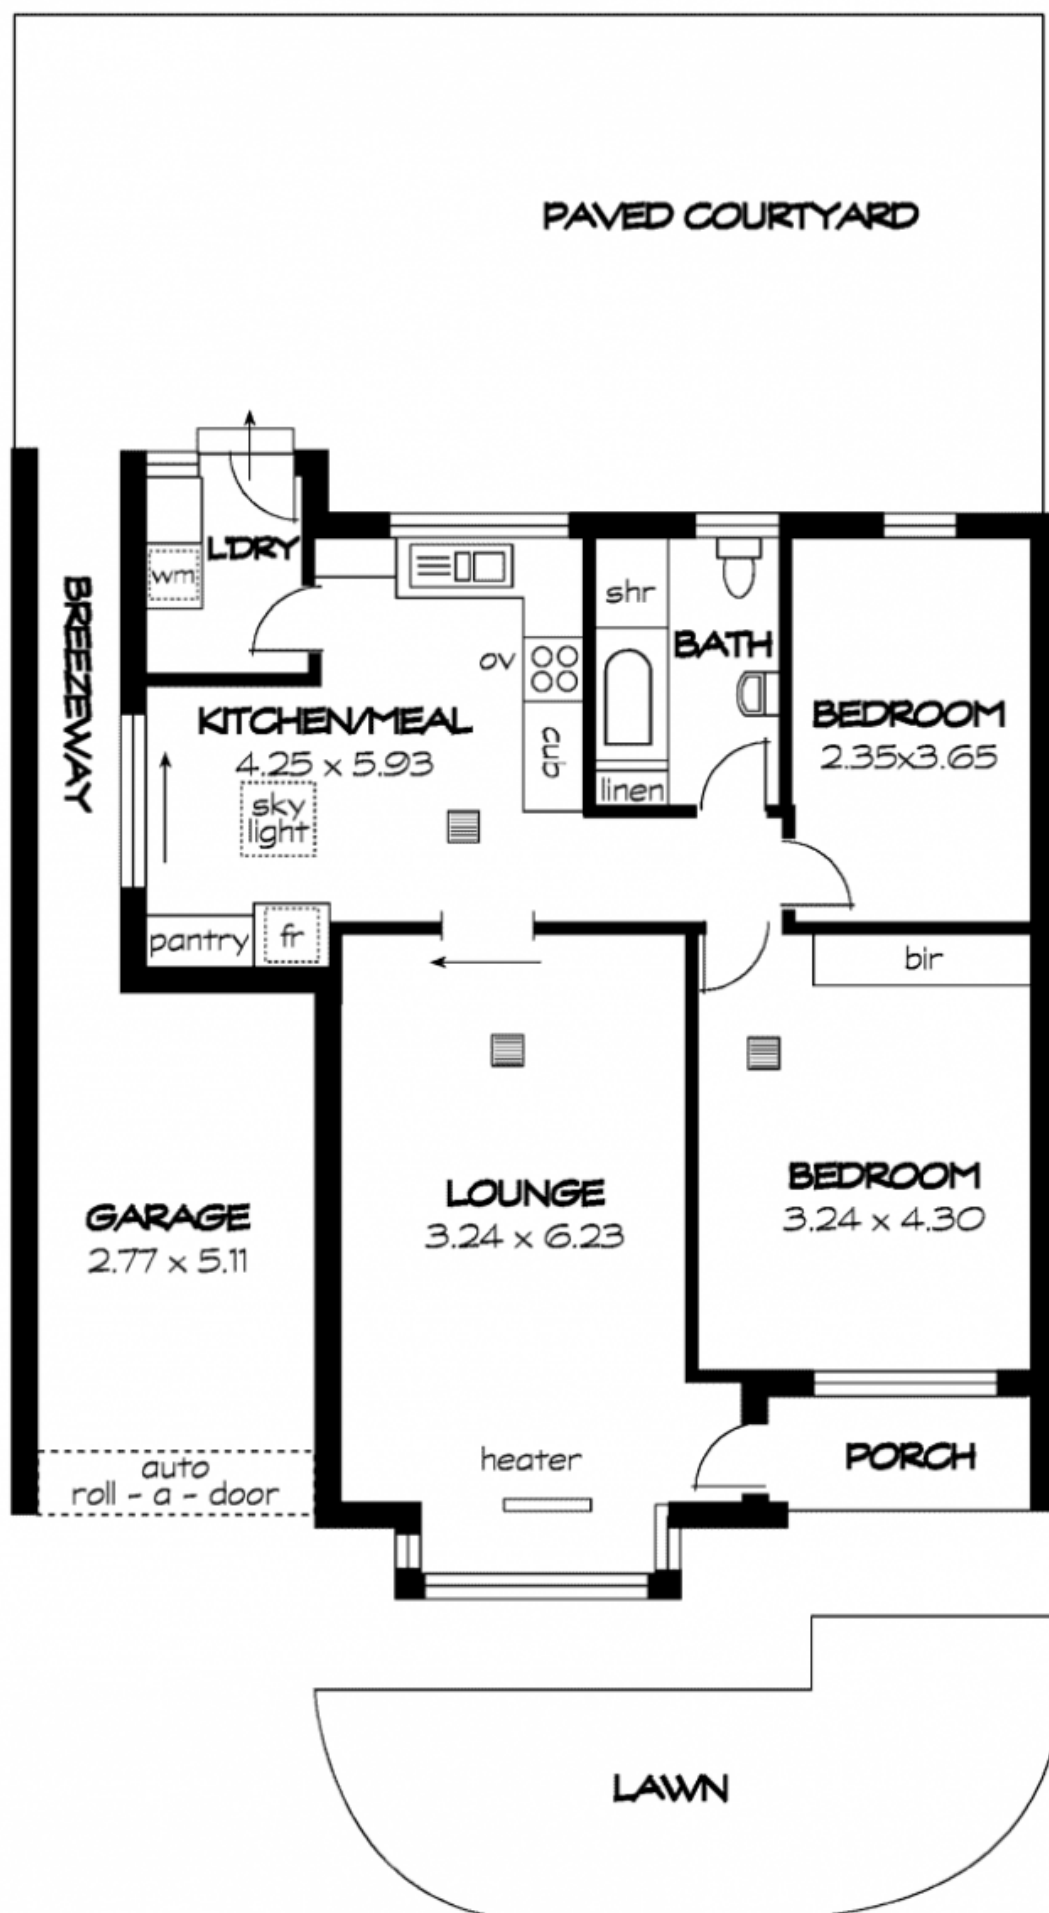 PAVED COURTYARD
L'DRY
wm
BREEZEWAY
shr
BATH
ov
KITCHEN/MEAL
4.25 x 5.93
cub
BEDROOM
2.35x3.65
sky
light
linen
pantry
fr
bir
LOUNGE
3.24 x 6.23
BEDROOM
3.24 x 4.30
GARAGE
2.77 x 5.11
heater
PORCH
auto
roll - a - door
LAWN